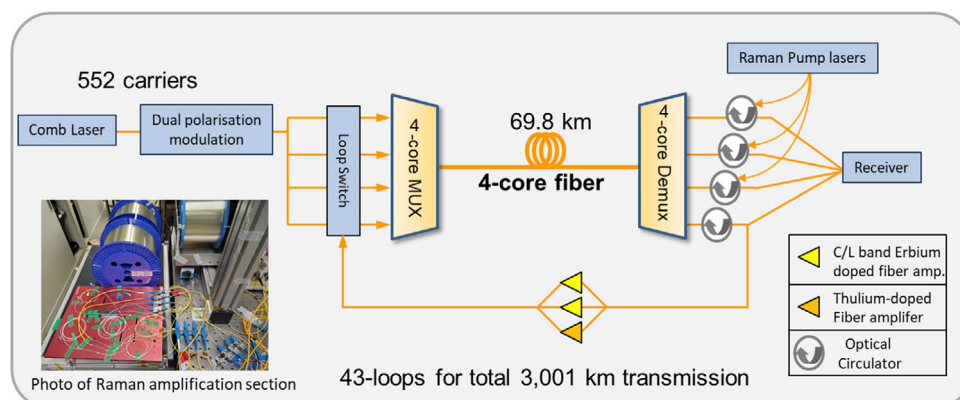 552 carriers
Comb Laser
Dual polarisation
modulation
Loop Switch
4 -core MUX
69.8 km
4-core fiber
4 -core Demux
Raman Pump lasers
Receiver
C/L band Erbium
doped fiber amp.
Thulium-doped
Fiber amplifer
Optical
Circulator
Photo of Raman amplification section
43-loops for total 3,001 km transmission